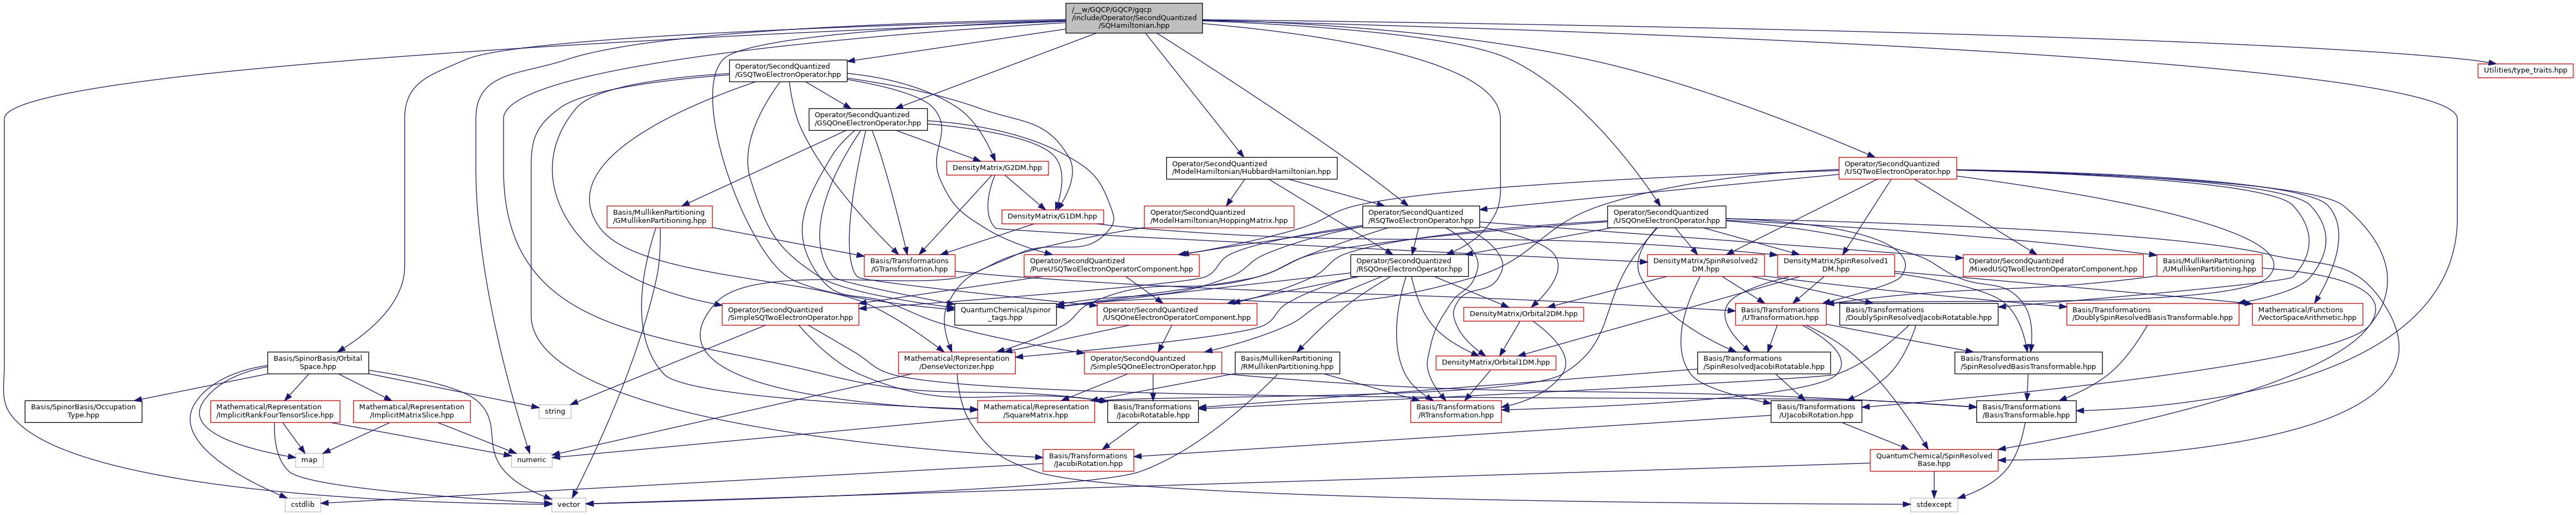 /__w/GQCP/GQCP/gqcp
/include/Operator/SecondQuantized
/SQHamiltonian.hpp
Operator/SecondQuantized
/GSQTwoElectronOperator.hpp
Utilities/type_traits.hpp
Operator/SecondQuantized
/GSQOneElectronOperator.hpp
DensityMatrix/G2DM.hpp
Operator/SecondQuantized
/ModelHamiltonian/HubbardHamiltonian.hpp
Operator/SecondQuantized
/USQTwoElectronOperator.hpp
Basis/MullikenPartitioning
/GMullikenPartitioning.hpp
DensityMatrix/G1DM.hpp
Operator/SecondQuantized
/ModelHamiltonian/HoppingMatrix.hpp
Operator/SecondQuantized
/RSQTwoElectronOperator.hpp
Operator/SecondQuantized
/USQOneElectronOperator.hpp
Basis/Transformations
/GTransformation.hpp
Operator/SecondQuantized
/PureUSQTwoElectronOperatorComponent.hpp
Operator/SecondQuantized
/RSQOneElectronOperator.hpp
DensityMatrix/SpinResolved2
DM.hpp
DensityMatrix/SpinResolved1
DM.hpp
Operator/SecondQuantized
/MixedUSQTwoElectronOperatorComponent.hpp
Basis/MullikenPartitioning
/UMullikenPartitioning.hpp
Operator/SecondQuantized
/SimpleSQTwoElectronOperator.hpp
QuantumChemical/spinor
_tags.hpp
Operator/SecondQuantized
/USQOneElectronOperatorComponent.hpp
DensityMatrix/Orbital2DM.hpp
Basis/Transformations
/UTransformation.hpp
Basis/Transformations
/DoublySpinResolvedJacobiRotatable.hpp
Basis/Transformations
/DoublySpinResolvedBasisTransformable.hpp
Mathematical/Functions
/VectorSpaceArithmetic.hpp
Basis/SpinorBasis/Orbital
Space.hpp
Mathematical/Representation
/DenseVectorizer.hpp
Operator/SecondQuantized
/SimpleSQOneElectronOperator.hpp
Basis/MullikenPartitioning
/RMullikenPartitioning.hpp
DensityMatrix/Orbital1DM.hpp
Basis/Transformations
/SpinResolvedJacobiRotatable.hpp
Basis/Transformations
/SpinResolvedBasisTransformable.hpp
Basis/SpinorBasis/Occupation
Type.hpp
Mathematical/Representation
/ImplicitRankFourTensorSlice.hpp
Mathematical/Representation
/ImplicitMatrixSlice.hpp
string
Mathematical/Representation
/SquareMatrix.hpp
Basis/Transformations
/JacobiRotatable.hpp
Basis/Transformations
/RTransformation.hpp
Basis/Transformations
/UJacobiRotation.hpp
Basis/Transformations
/BasisTransformable.hpp
map
numeric
Basis/Transformations
/JacobiRotation.hpp
QuantumChemical/SpinResolved
Base.hpp
cstdlib
vector
stdexcept